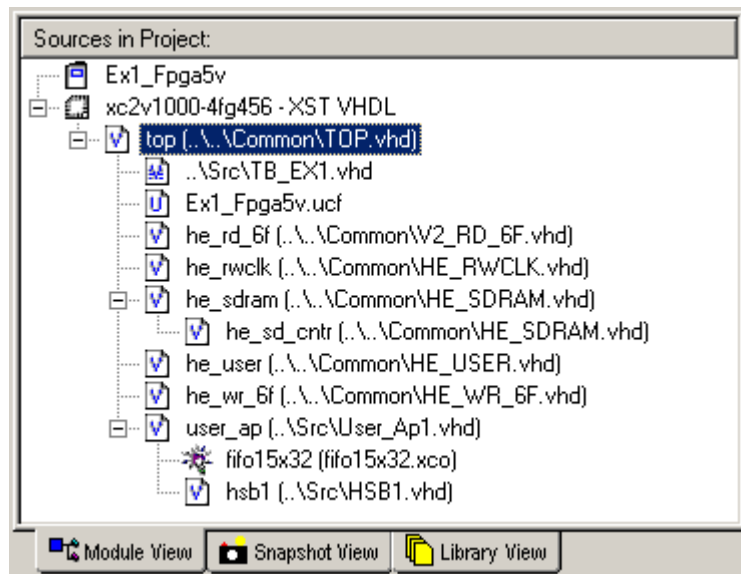 Sources in Project:
Ex1_Fpga5v
xc2v1000-4fg456 - XST VHDL
top (..\..\Common\TOP.vhd)
..\Src\TB_EX1.vhd
Ex1_Fpga5v.ucf
he_rd_6f (..\..\Common\V2_RD_6F.vhd)
he_rwclk (..\..\Common\HE_RWCLK.vhd)
he_sdram (..\..\Common\HE_SDRAM.vhd)
he_sd_cntr (..\..\Common\HE_SDRAM.vhd)
he_user (..\..\Common\HE_USER.vhd)
he_wr_6f (..\..\Common\HE_WR_6F.vhd)
user_ap (..\Src\User_Ap1.vhd)
fifo15x32 (fifo15x32.xco)
hsb1 (..\Src\HSB1.vhd)
Module View Snapshot View Library View